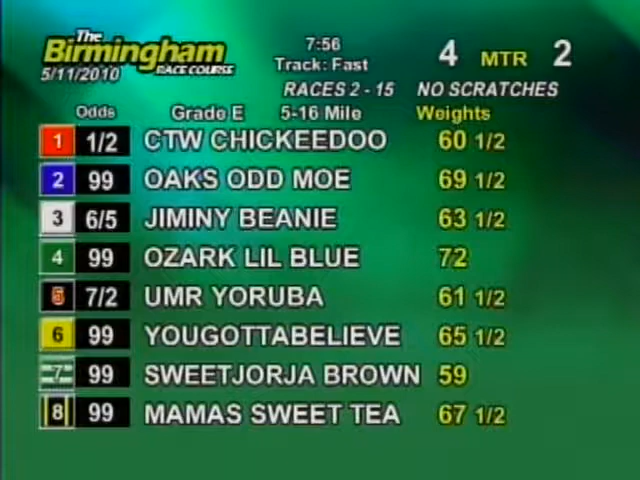 The
Birmingham
RACE COURSE
5/11/2010
7:56
Track: Fast
4 MTR 2
RACES 2 - 15 NO SCRATCHES
Odds Grade E 5-16 Mile Weights
1 1/2 CTW CHICKEEDOO 60 1/2
2 99 OAKS ODD MOE 69 1/2
3 6/5 JIMINY BEANIE 63 1/2
4 99 OZARK LIL BLUE 72
5 7/2 UMR YORUBA 61 1/2
6 99 YOUGOTTABELIEVE 65 1/2
7 99 SWEETJORJA BROWN 59
8 99 MAMAS SWEET TEA 67 1/2